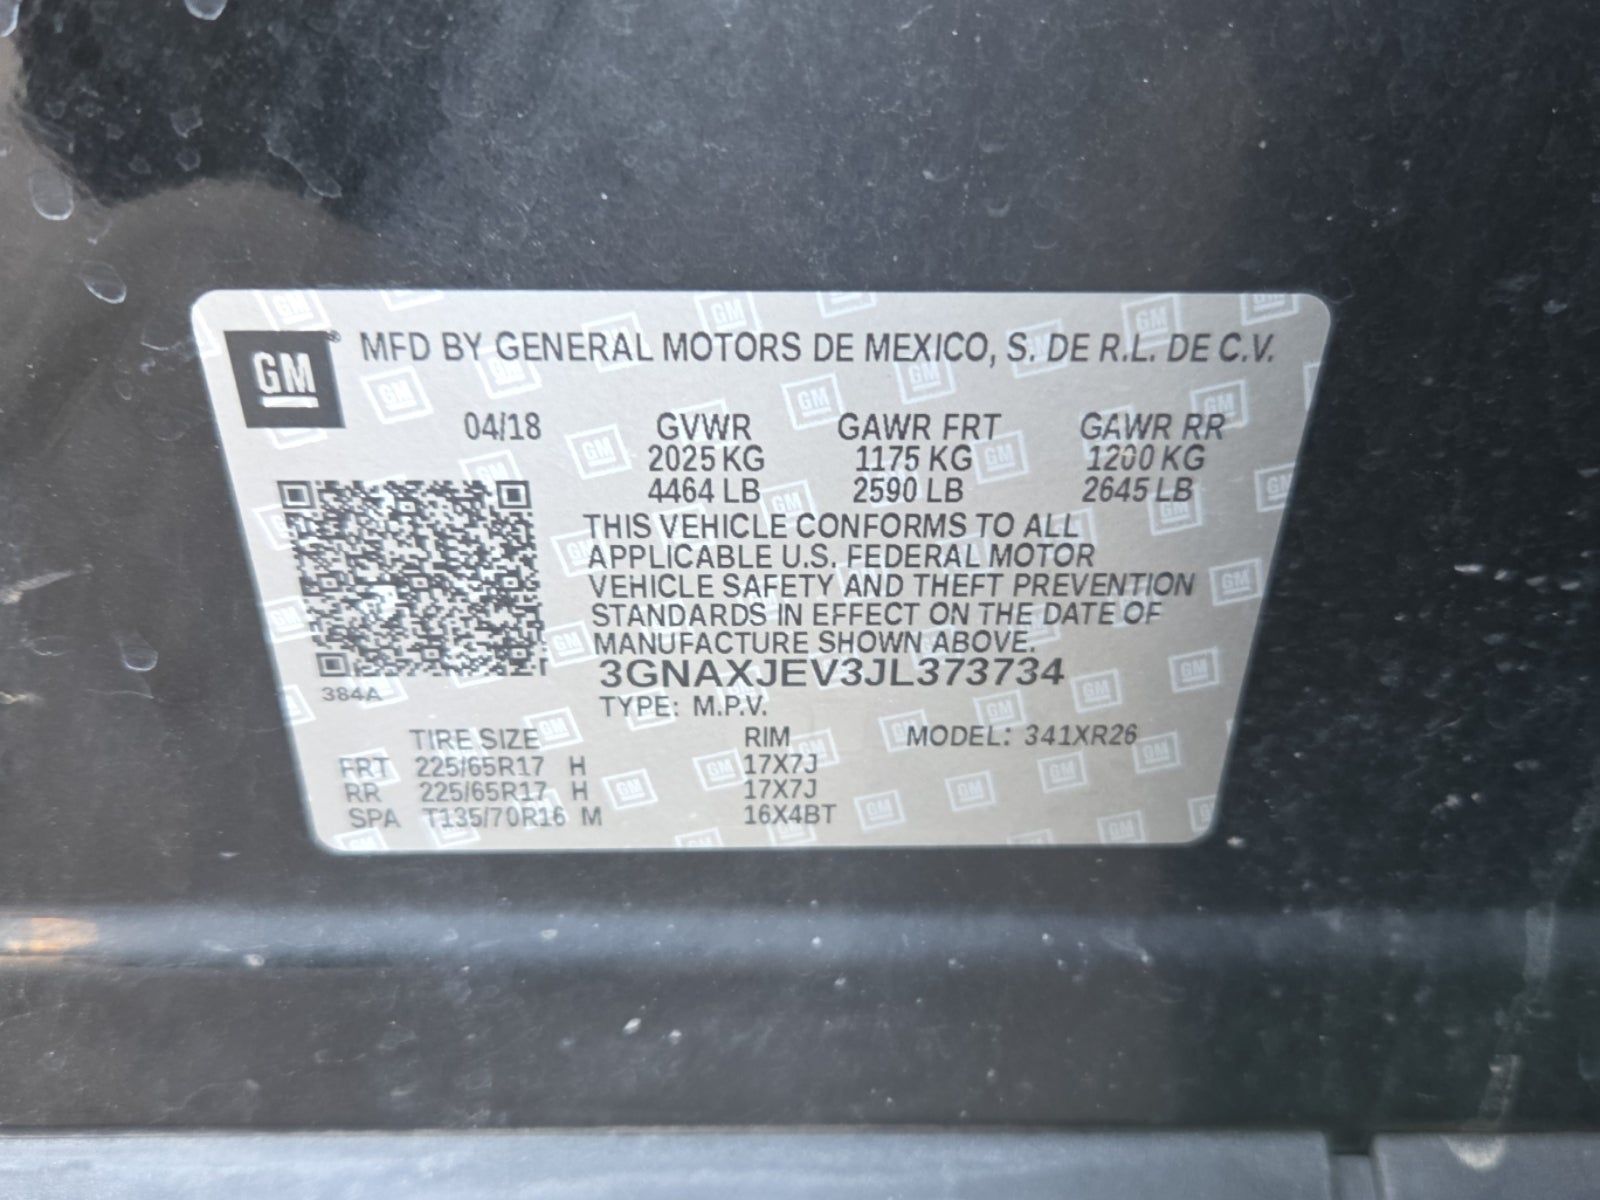 GM
MFD BY GENERAL MOTORS DE MEXICO, S. DE R.L. DE C.V.
04/18 GVWR GAWR FRT GAWR RR
2025 KG 1175 KG 1200 KG
4464 LB 2590 LB 2645 LB
THIS VEHICLE CONFORMS TO ALL
APPLICABLE U.S. FEDERAL MOTOR
VEHICLE SAFETY AND THEFT PREVENTION
STANDARDS IN EFFECT ON THE DATE OF
MANUFACTURE SHOWN ABOVE.
3GNAXJEV3JL373734
384A
TYPE: M.P.V.
TIRE SIZE RIM MODEL: 341XR26
FRT 225/65R17 H 17X7J
RR 225/65R17 H 17X7J
SPA T135/70R16 M 16X4BT